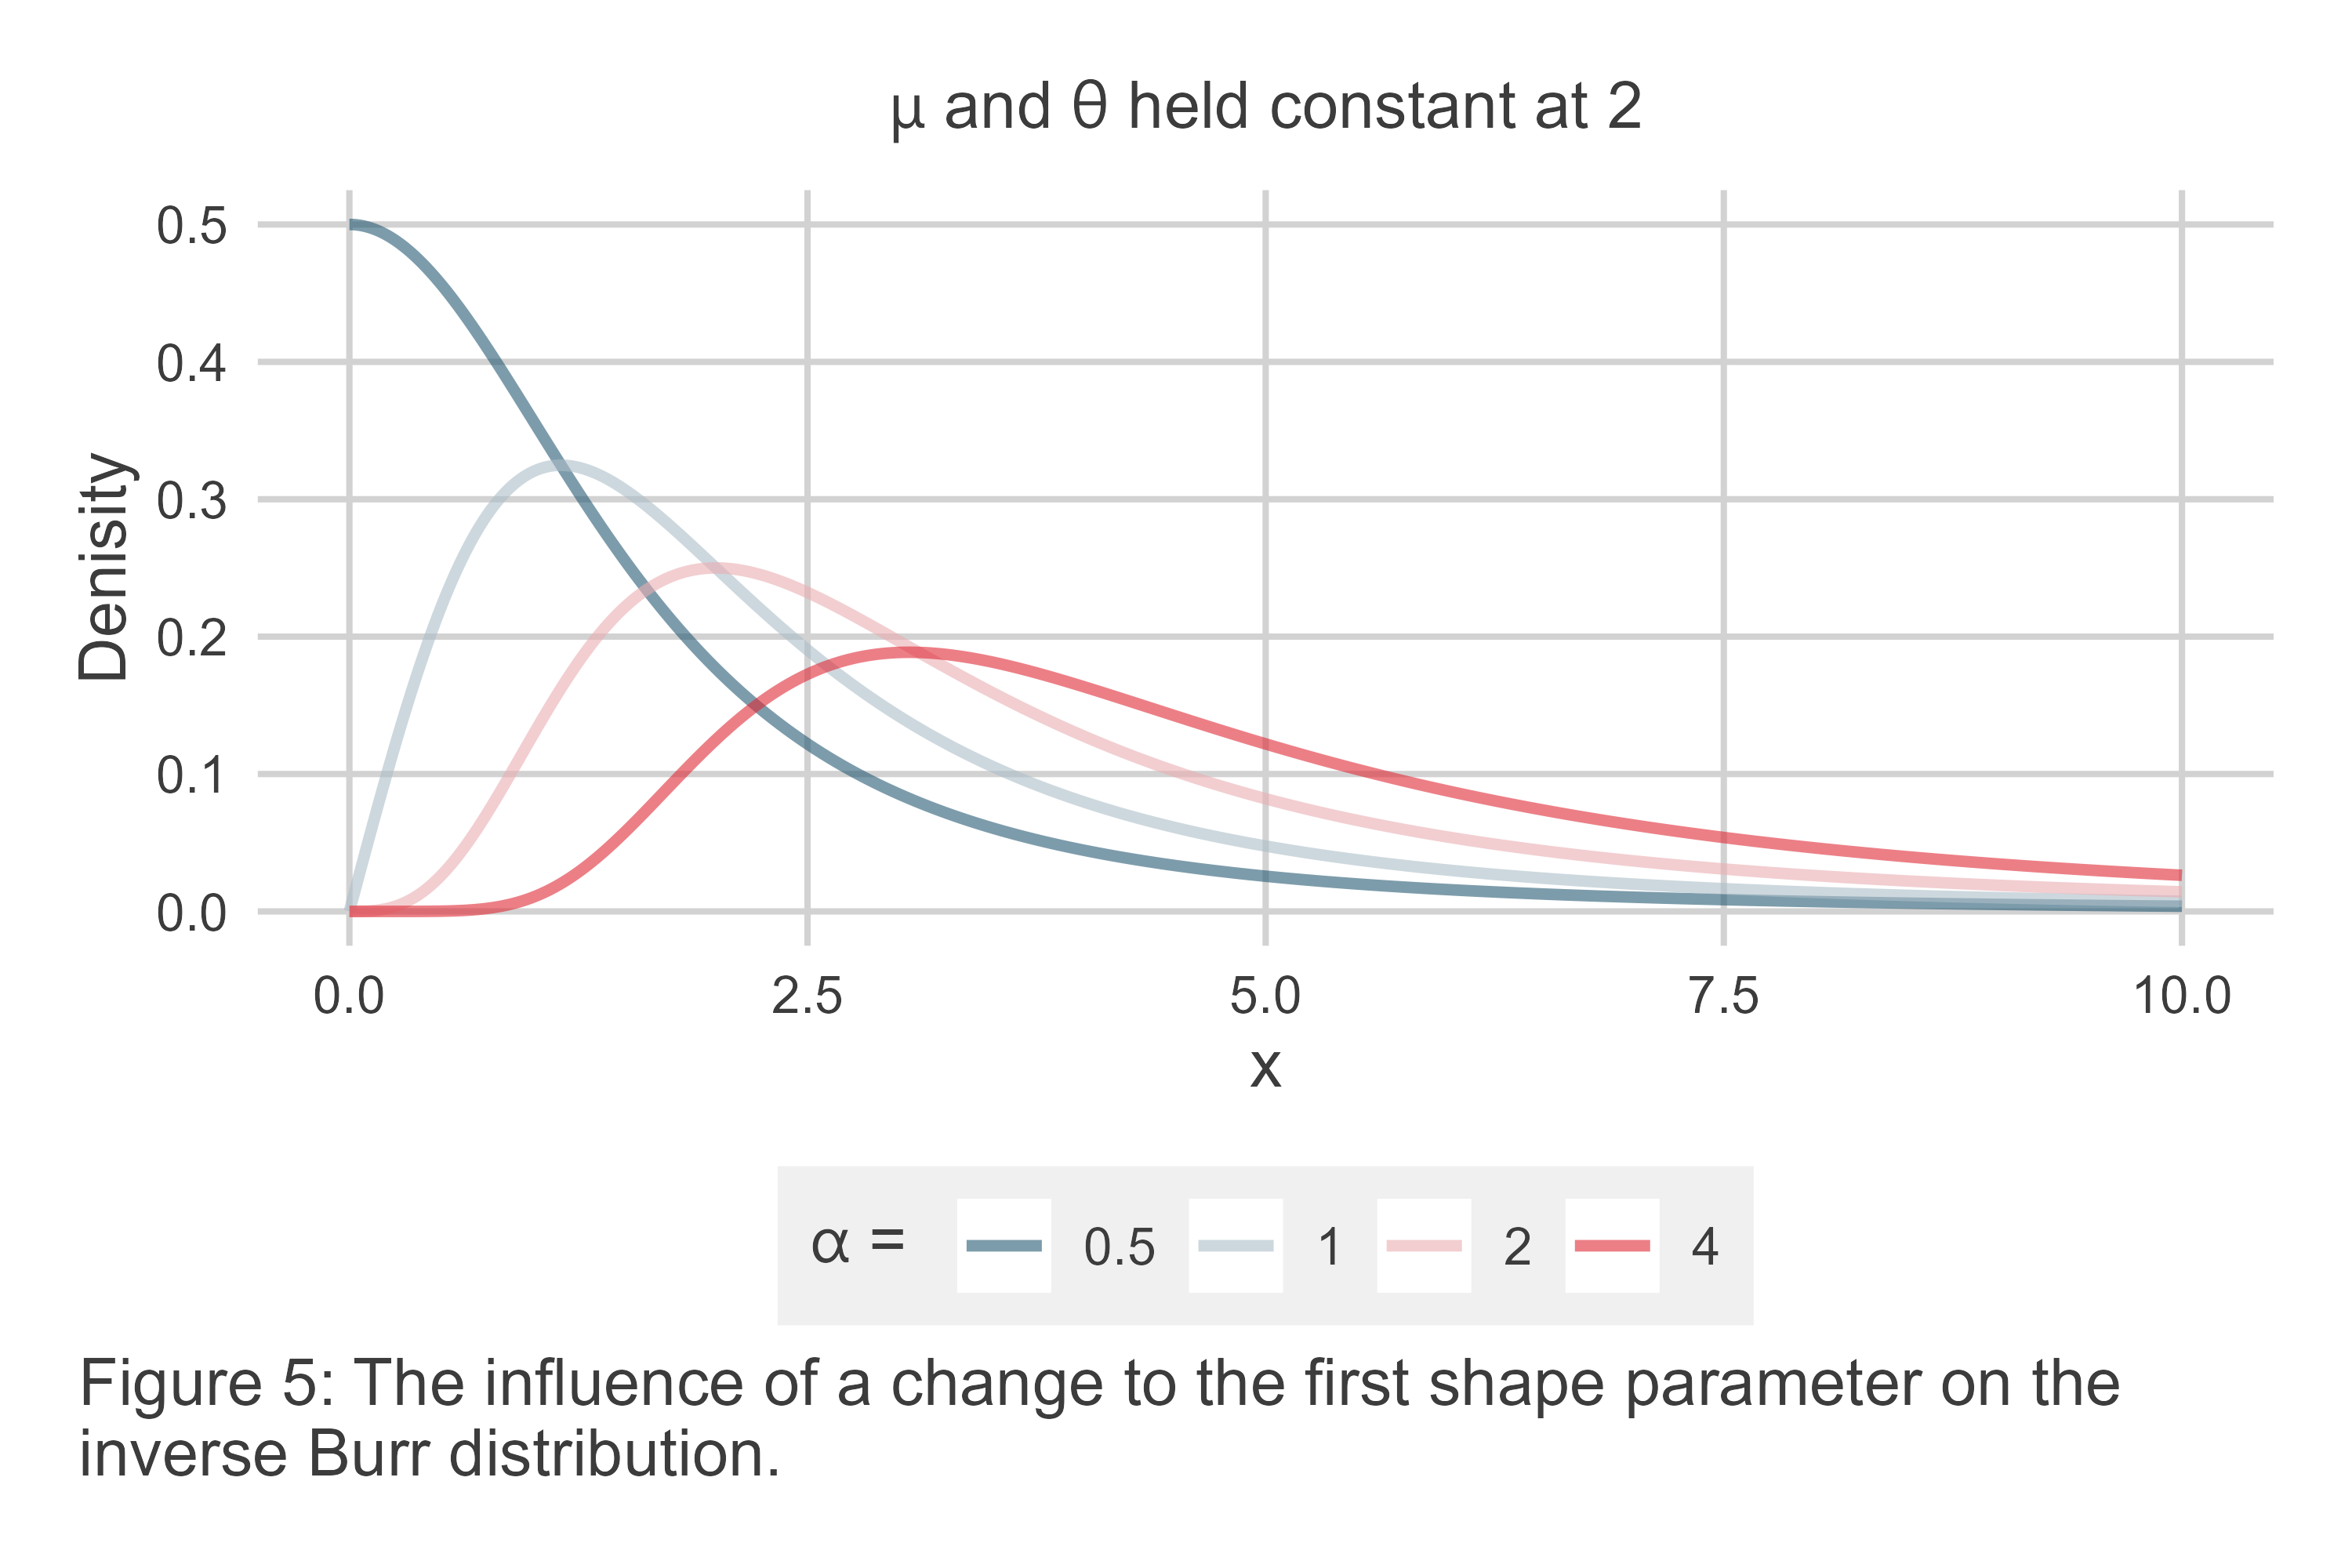 μ and θ held constant at 2
Denisity
0.5
0.4
0.3
0.2
0.1
0.0
0.0 2.5 5.0 7.5 10.0
x
α = 0.5 1 2 4
Figure 5: The influence of a change to the first shape parameter on the
inverse Burr distribution.